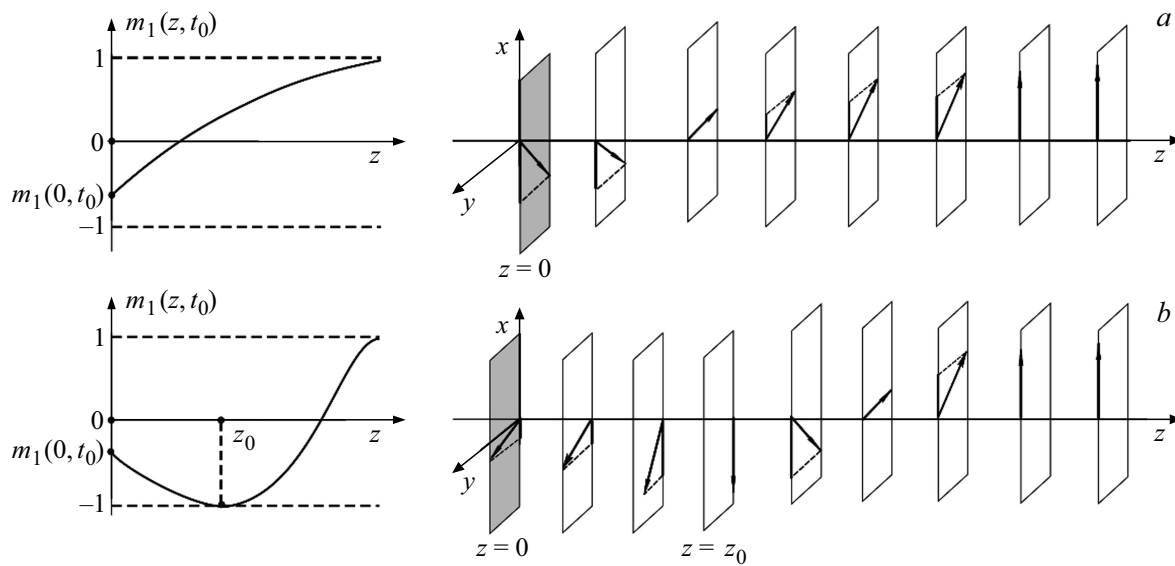 m₁(z, t₀)
1
0
z
m₁(0, t₀)
−1
a
x
y
z
z = 0
m₁(z, t₀)
1
0
z₀
z
m₁(0, t₀)
−1
b
x
y
z
z = 0
z = z₀